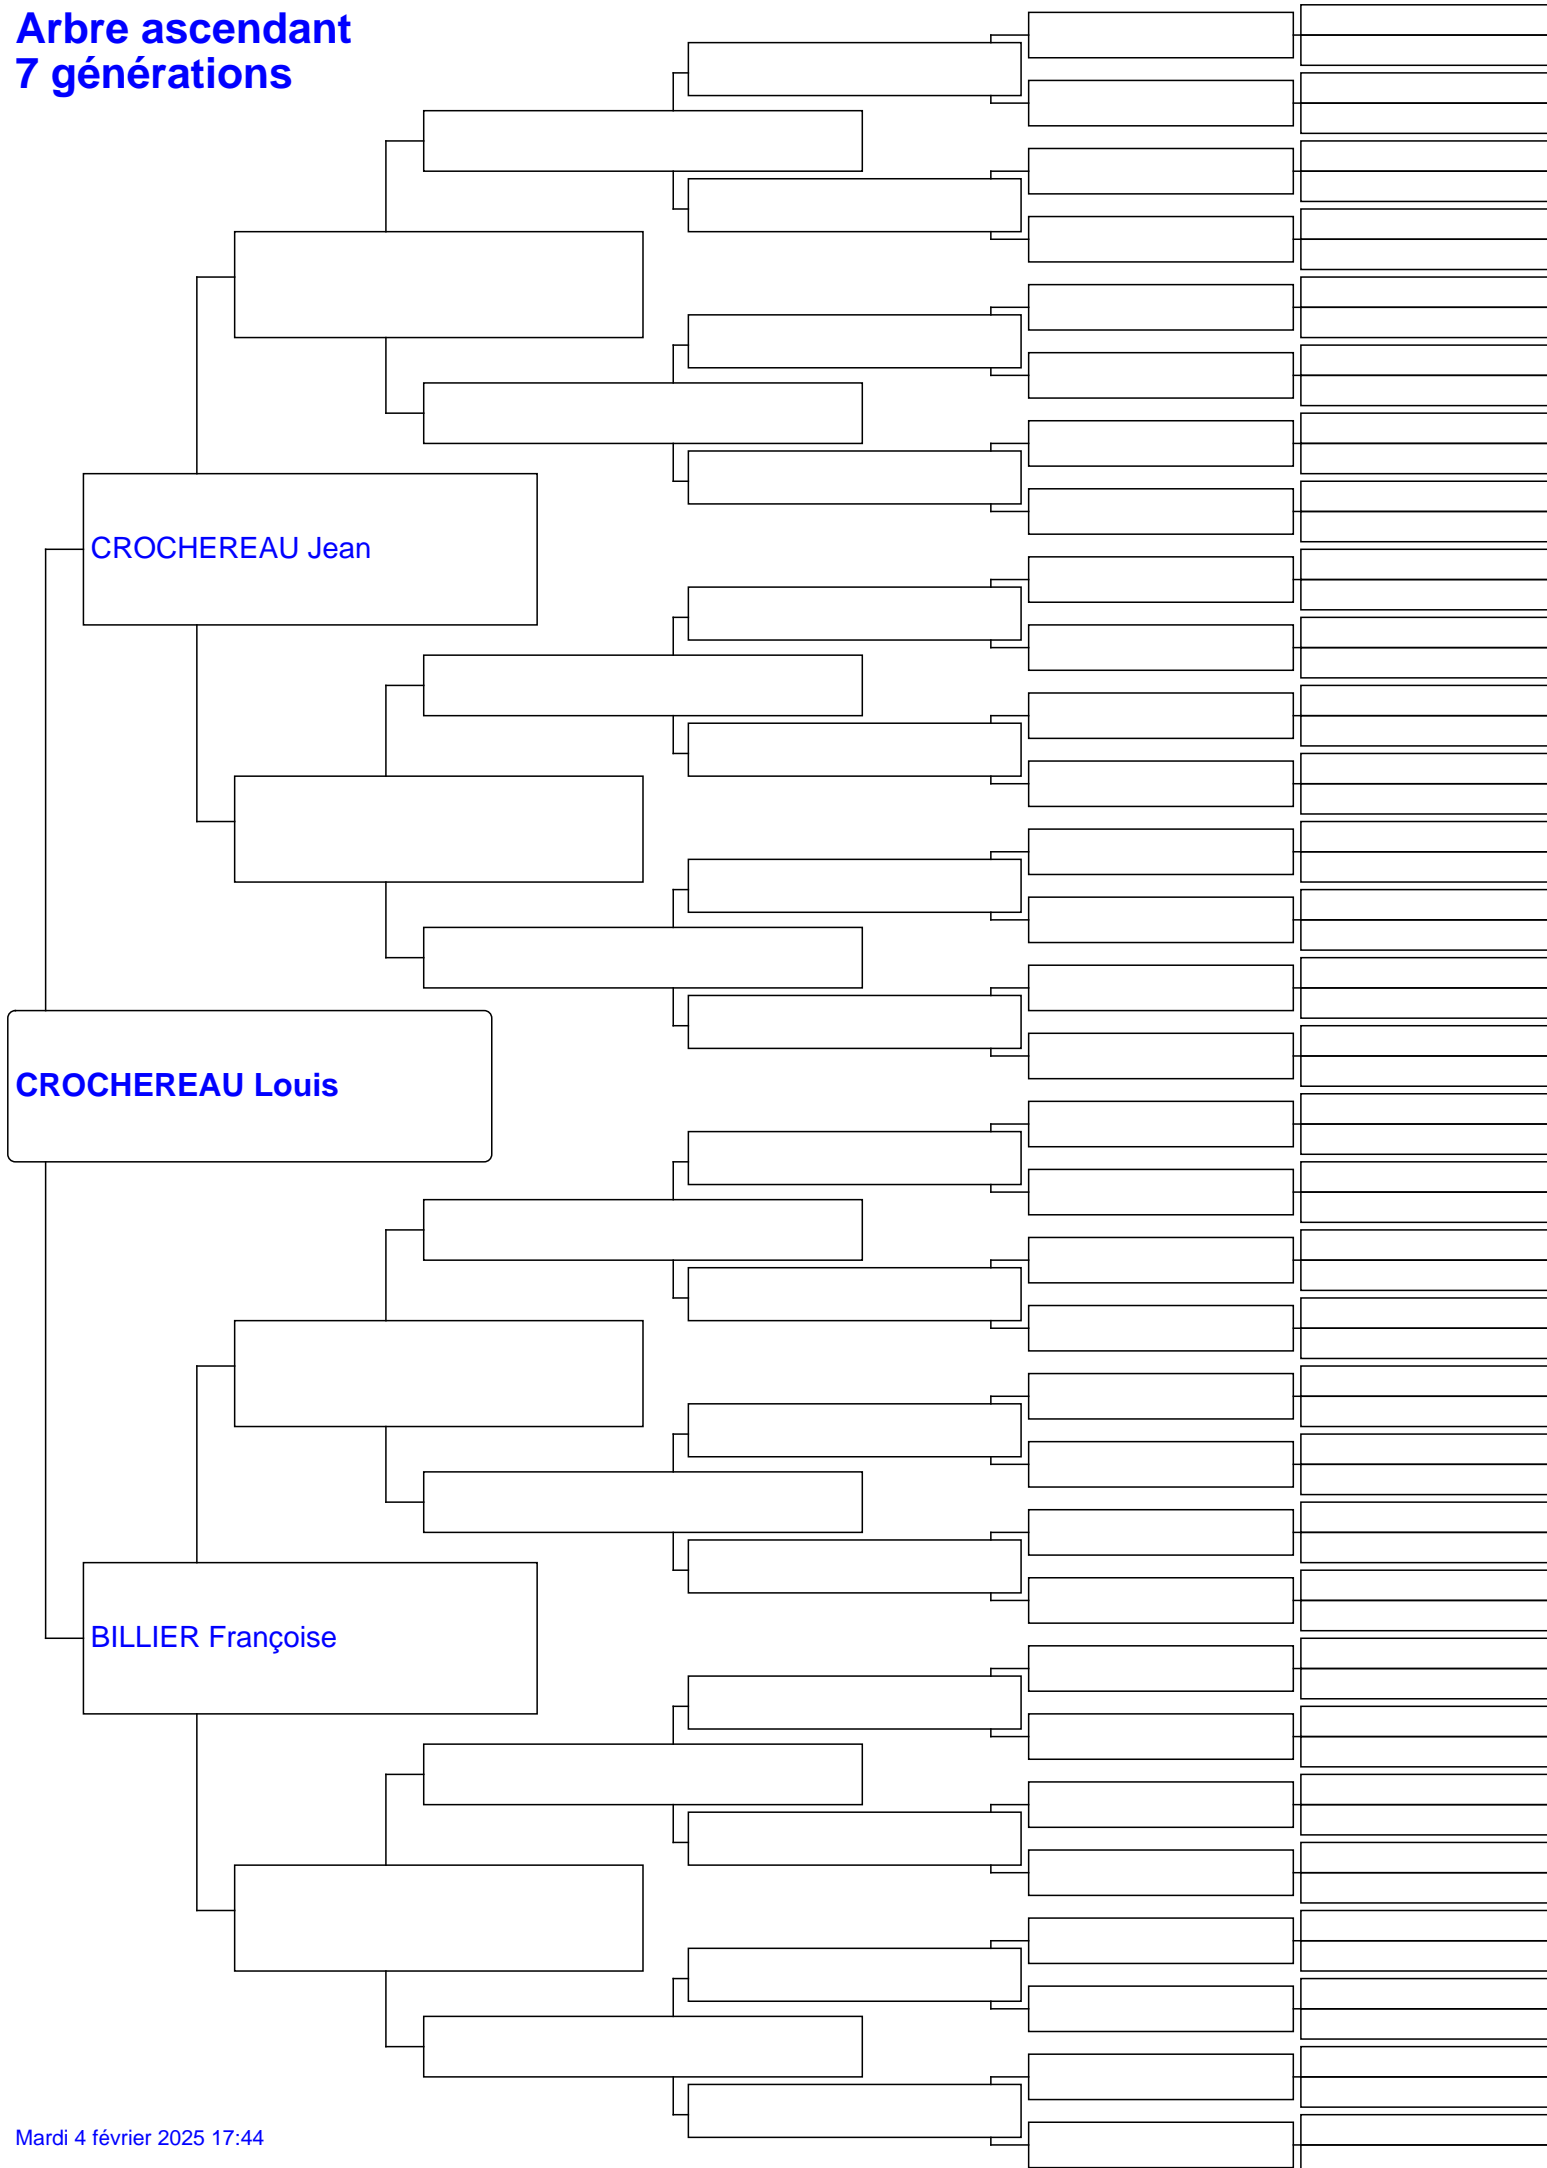 Arbre ascendant
7 générations
CROCHEREAU Jean
CROCHEREAU Louis
BILLIER Françoise
Mardi 4 février 2025 17:44